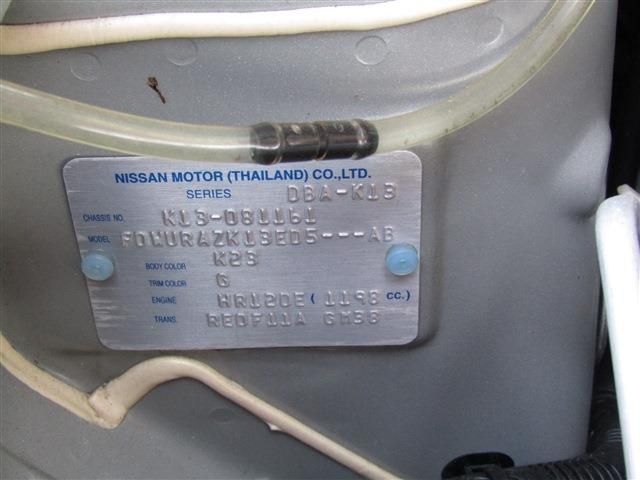 NISSAN MOTOR (THAILAND) CO.,LTD.
SERIES DBA-K13
CHASSIS NO. K13-081161
MODEL FDWURAZK13ED5---AB
BODY COLOR K23
TRIM COLOR G
ENGINE HR12DE ( 1198 CC.)
TRANS. RE0F11A GM38